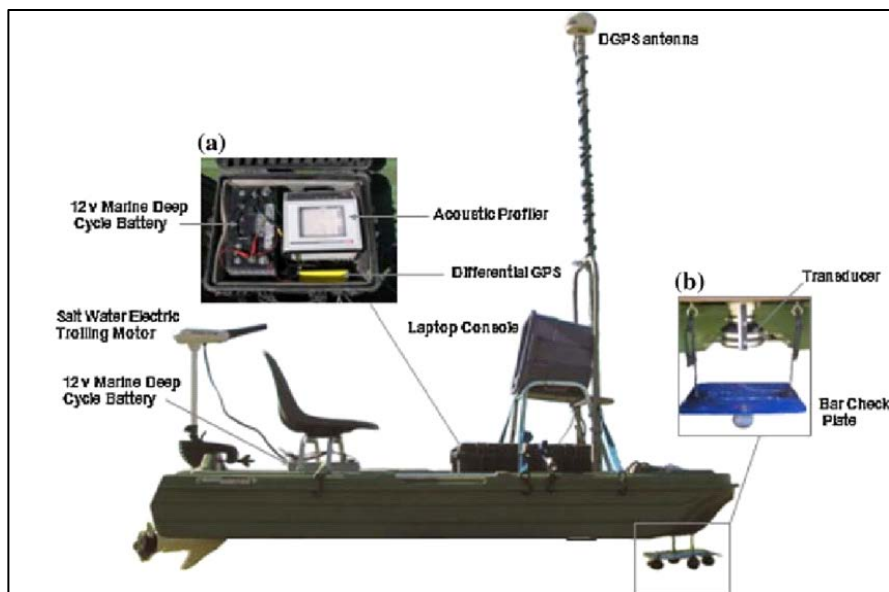 DGPS antenna
(a)
12 v Marine Deep
Cycle Battery
Acoustic Profiler
Differential GPS
(b)
Transducer
Salt Water Electric
Trolling Motor
Laptop Console
12 v Marine Deep
Cycle Battery
Bar Check
Plate